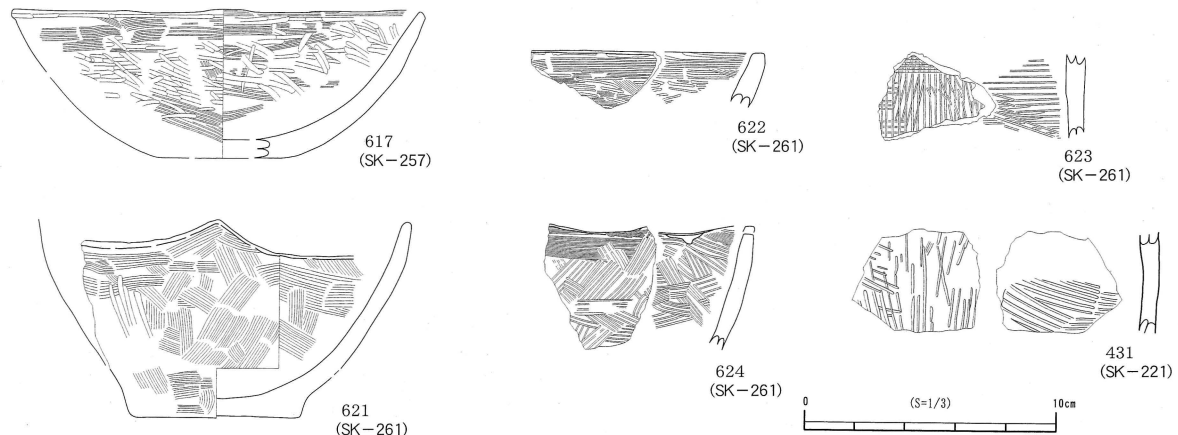 617
(SK-257)
622
(SK-261)
623
(SK-261)
621
(SK-261)
624
(SK-261)
431
(SK-221)
0 (S=1/3) 10cm